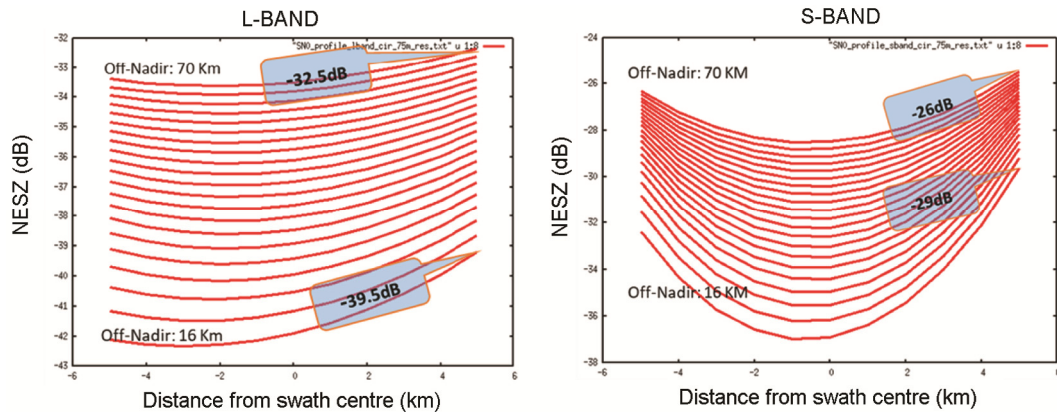 L-BAND
"SNO_profile_lband_cir_75m_res.txt" u 1:8
NESZ (dB)
-32
-33
-34
-35
-36
-37
-38
-39
-40
-41
-42
-43
Off-Nadir: 70 Km
-32.5dB
-39.5dB
Off-Nadir: 16 Km
-6
-4
-2
0
2
4
6
Distance from swath centre (km)
S-BAND
"SNO_profile_sband_cir_75m_res.txt" u 1:8
NESZ (dB)
-24
-26
-28
-30
-32
-34
-36
-38
Off-Nadir: 70 KM
-26dB
-29dB
Off-Nadir: 16 KM
-6
-4
-2
0
2
4
6
Distance from swath centre (km)